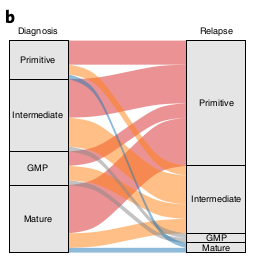 b
Diagnosis Relapse
Primitive
Intermediate
GMP
Mature
Primitive
Intermediate
GMP
Mature